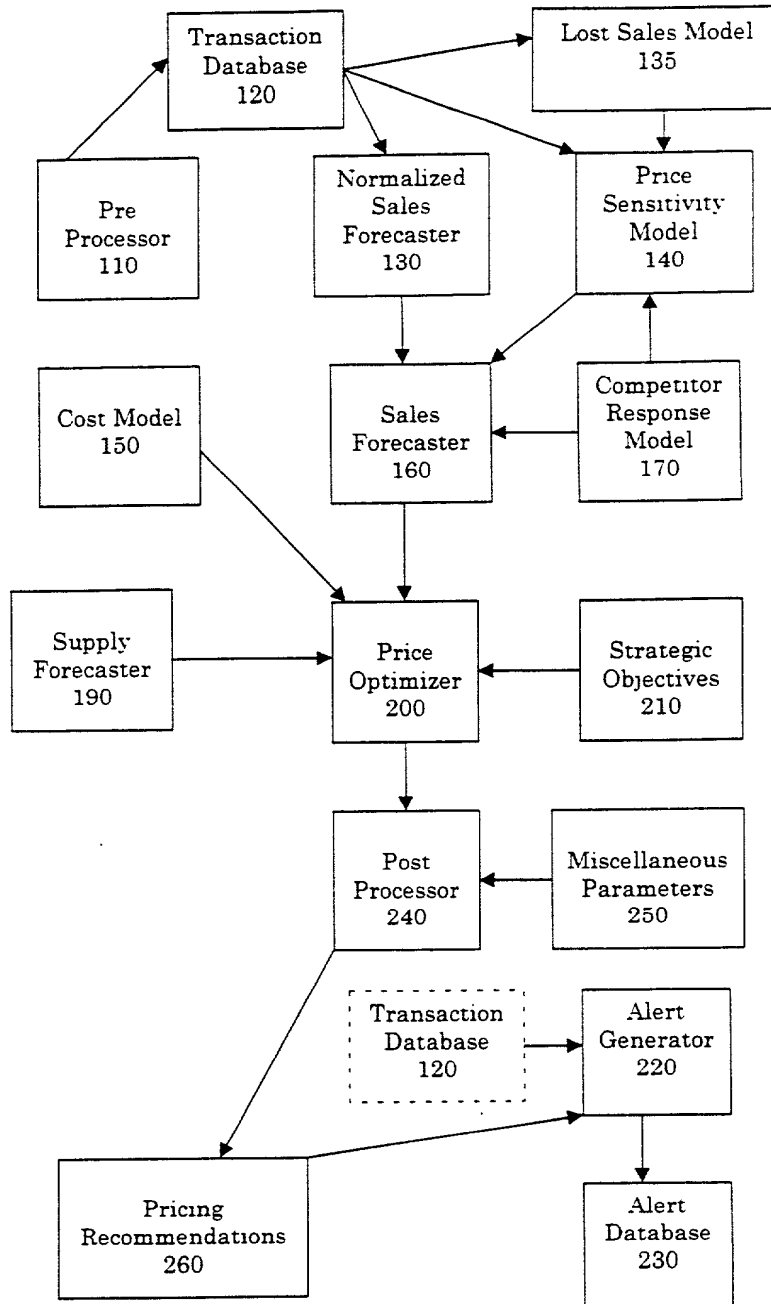 Transaction
Database
120
Lost Sales Model
135
Pre
Processor
110
Normalized
Sales
Forecaster
130
Price
Sensitivity
Model
140
Cost Model
150
Sales
Forecaster
160
Competitor
Response
Model
170
Supply
Forecaster
190
Price
Optimizer
200
Strategic
Objectives
210
Post
Processor
240
Miscellaneous
Parameters
250
Transaction
Database
120
Alert
Generator
220
Pricing
Recommendations
260
Alert
Database
230